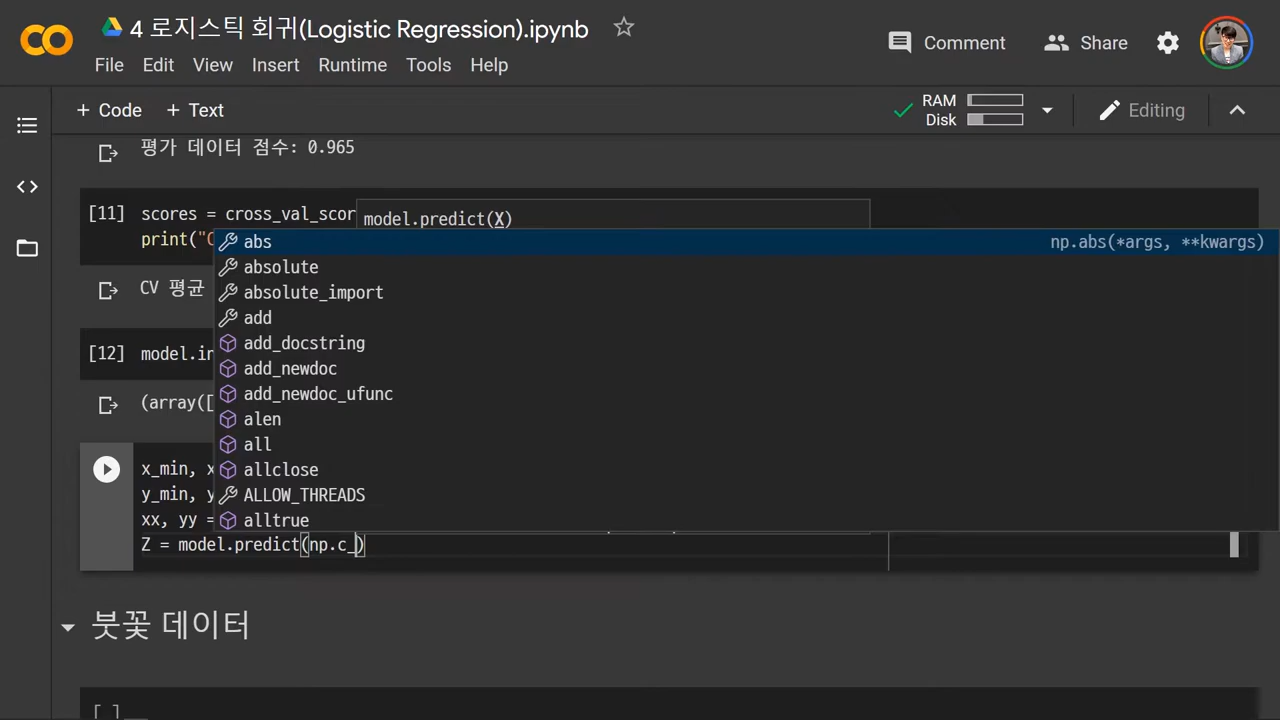 4 로지스틱 회귀(Logistic Regression).ipynb
Comment
Share
File Edit View Insert Runtime Tools Help
+ Code + Text
RAM
Disk
Editing
평가 데이터 점수: 0.965
[11] scores = cross_val_scor
model.predict(X)
print("C
abs np.abs(*args, **kwargs)
absolute
CV 평균
absolute_import
add
add_docstring
[12] model.in
add_newdoc
add_newdoc_ufunc
(array([
alen
all
x_min, x
allclose
y_min, y
ALLOW_THREADS
xx, yy =
alltrue
Z = model.predict(np.c_)
붓꽃 데이터
[ ]